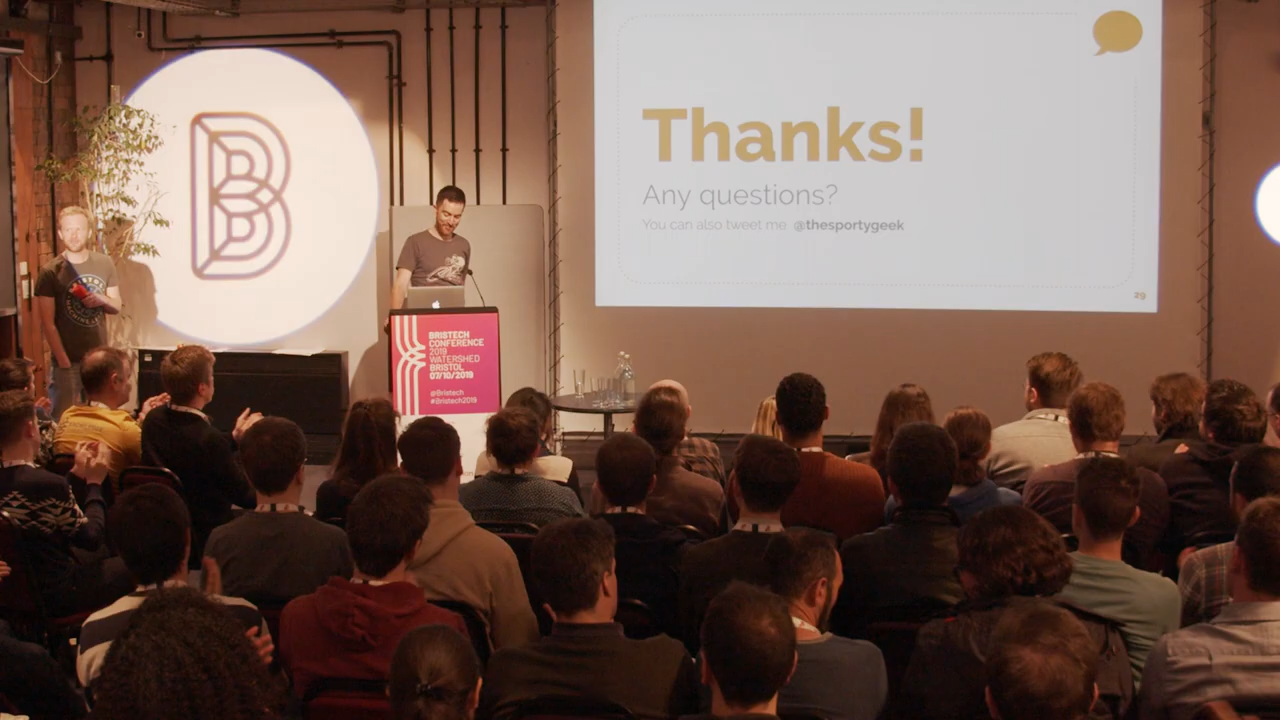 B
Thanks!
Any questions?
You can also tweet me @thesportygeek
29
BRISTECH
CONFERENCE
2019
WATERSHED
BRISTOL
07/10/2019
@Bristech
#Bristech2019